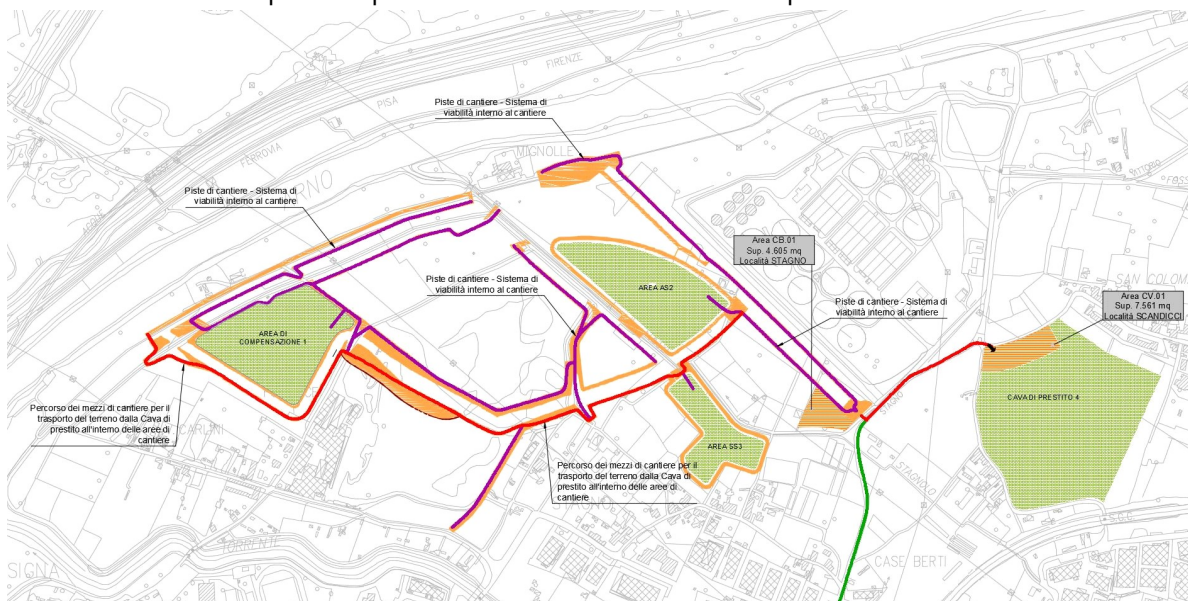 FIRENZE
PISA
FERROVIA
FOSSO
MIGNOLLE
Piste di cantiere - Sistema di
viabilità interno al cantiere
Piste di cantiere - Sistema di
viabilità interno al cantiere
Area CB.01
Sup. 4.605 mq
Località STAGNO
SAN COLOM
Piste di cantiere - Sistema di
viabilità interno al cantiere
AREA AS2
Area CV.01
Sup. 7.561 mq
Località SCANDICCI
Piste di cantiere - Sistema di
viabilità interno al cantiere
AREA DI
COMPENSAZIONE 1
CAVA DI PRESTITO 4
Percorso dei mezzi di cantiere per il
trasporto del terreno dalla Cava di
prestito all'interno delle aree di
cantiere
AREA SS3
Percorso dei mezzi di cantiere per il
trasporto del terreno dalla Cava di
prestito all'interno delle aree di
cantiere
STAGNOLO
TORRENTE
SIGNA
CASE BERTI